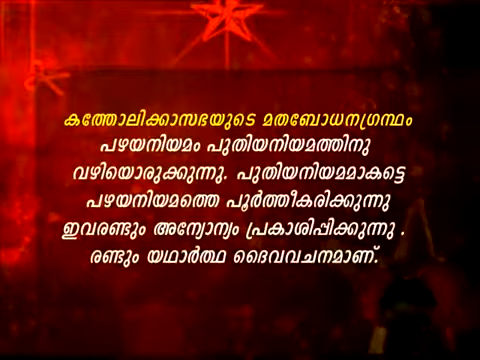 കത്തോലിക്കാസഭയുടെ മതബോധനഗ്രന്ഥം
പഴയനിയമം പുതിയനിയമത്തിനു
വഴിയൊരുക്കുന്നു. പുതിയനിയമമാകട്ടെ
പഴയനിയമത്തെ പൂർത്തീകരിക്കുന്നു
ഇവരണ്ടും അന്യോന്യം പ്രകാശിപ്പിക്കുന്നു .
രണ്ടും യഥാർത്ഥ ദൈവവചനമാണ്.